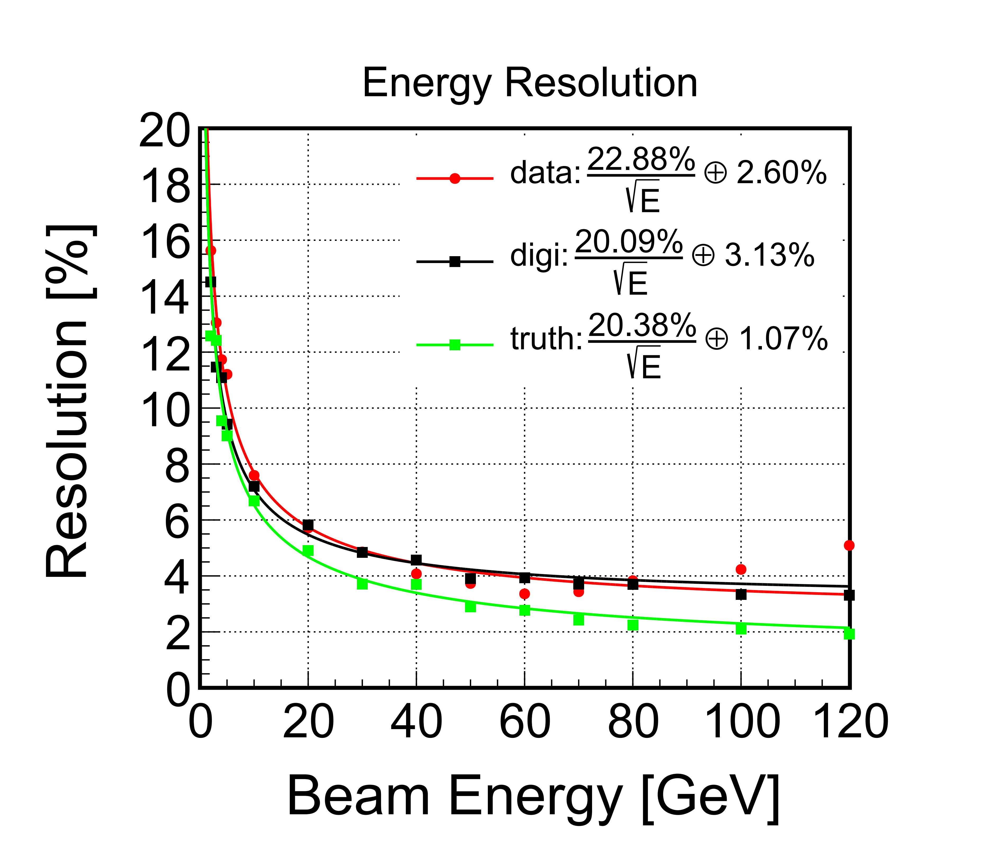 Energy Resolution
Resolution [%]
20
18
16
14
12
10
8
6
4
2
0
data: 22.88%/√E ⊕ 2.60%
digi: 20.09%/√E ⊕ 3.13%
truth: 20.38%/√E ⊕ 1.07%
0 20 40 60 80 100 120
Beam Energy [GeV]